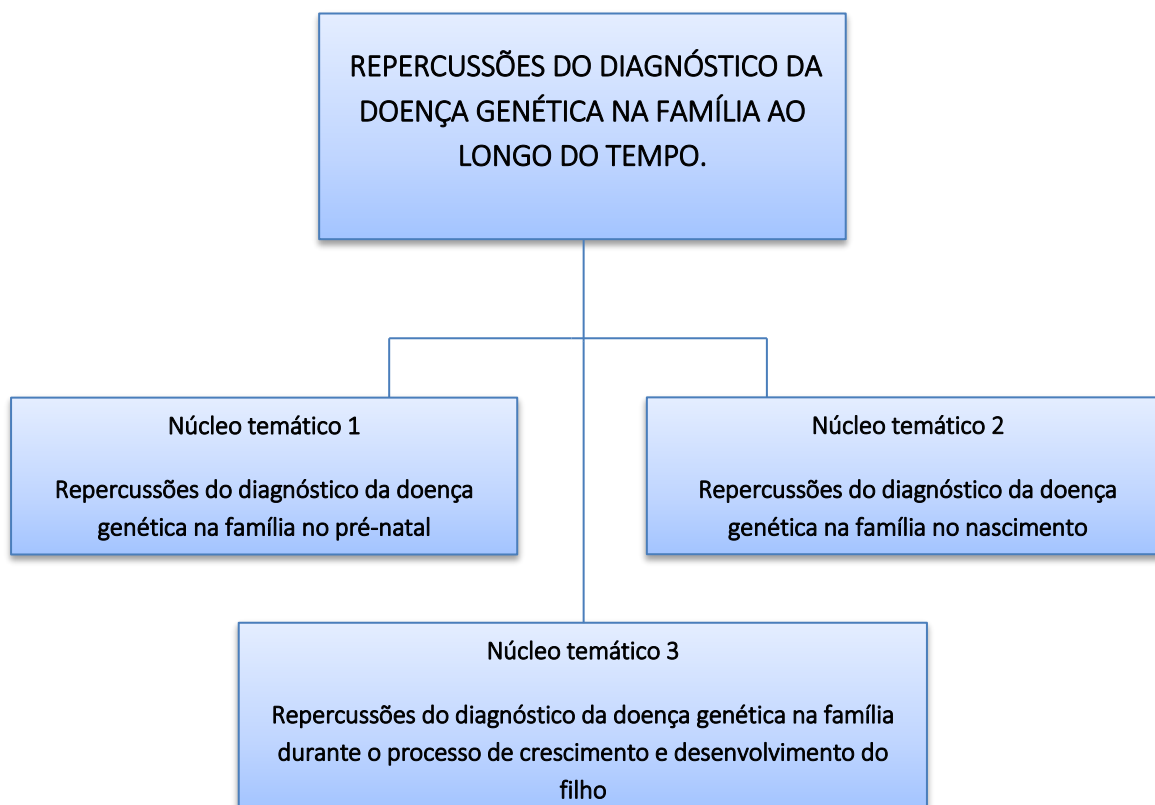 REPERCUSSÕES DO DIAGNÓSTICO DA
DOENÇA GENÉTICA NA FAMÍLIA AO
LONGO DO TEMPO.
Núcleo temático 1
Repercussões do diagnóstico da doença
genética na família no pré-natal
Núcleo temático 2
Repercussões do diagnóstico da doença
genética na família no nascimento
Núcleo temático 3
Repercussões do diagnóstico da doença genética na família
durante o processo de crescimento e desenvolvimento do
filho